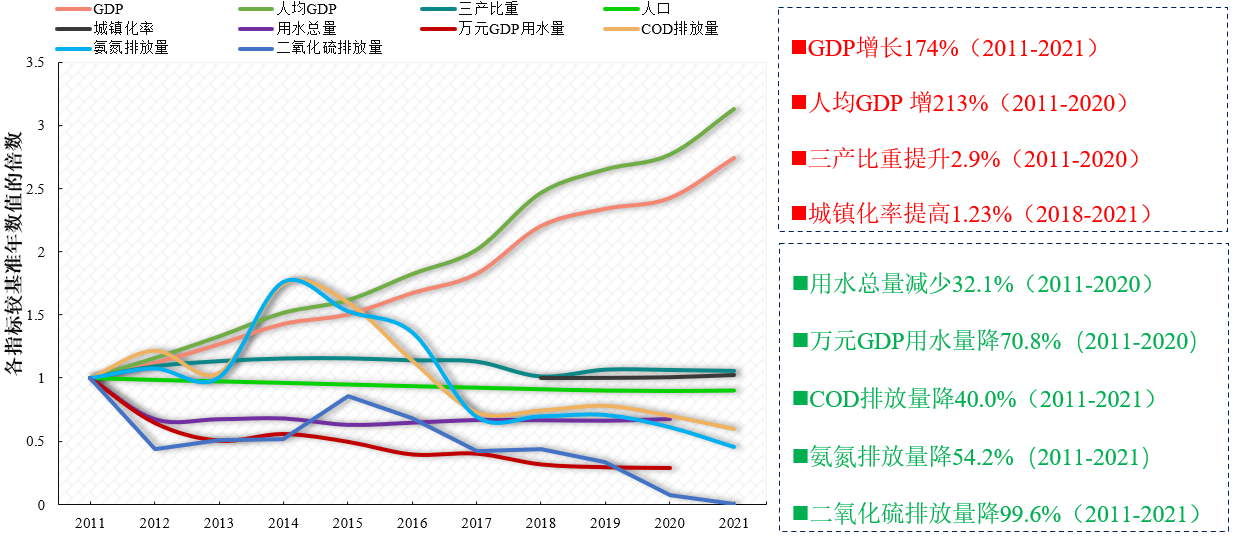 GDP 人均GDP 三产比重 人口
城镇化率 用水总量 万元GDP用水量 COD排放量
氨氮排放量 二氧化硫排放量
各指标较基准年数值的倍数
3.5
3
2.5
2
1.5
1
0.5
0
2011 2012 2013 2014 2015 2016 2017 2018 2019 2020 2021
■GDP增长174%（2011-2021）
■人均GDP 增213%（2011-2020）
■三产比重提升2.9%（2011-2020）
■城镇化率提高1.23%（2018-2021）
■用水总量减少32.1%（2011-2020）
■万元GDP用水量降70.8%（2011-2020）
■COD排放量降40.0%（2011-2021）
■氨氮排放量降54.2%（2011-2021）
■二氧化硫排放量降99.6%（2011-2021）